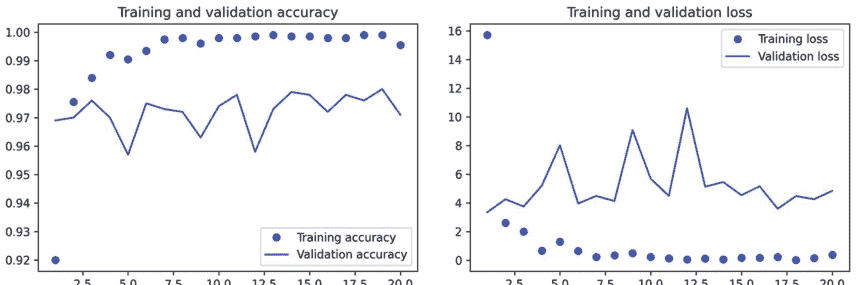 Training and validation accuracy
1.00
0.99
0.98
0.97
0.96
0.95
0.94
0.93
0.92
Training accuracy
Validation accuracy
2.5 5.0 7.5 10.0 12.5 15.0 17.5 20.0
Training and validation loss
16
14
12
10
8
6
4
2
0
Training loss
Validation loss
2.5 5.0 7.5 10.0 12.5 15.0 17.5 20.0